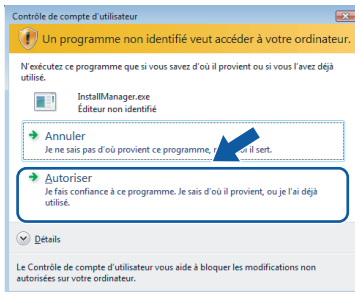 Contrôle de compte d'utilisateur
Un programme non identifié veut accéder à votre ordinateur.
N'exécutez ce programme que si vous savez d'où il provient ou si vous l'avez déjà
utilisé.
InstallManager.exe
Éditeur non identifié
Annuler
Je ne sais pas d'où provient ce programme, oi il sert.
Autoriser
Je fais confiance à ce programme. Je sais d'où il provient, ou je l'ai déjà
utilisé.
Détails
Le Contrôle de compte d'utilisateur vous aide à bloquer les modifications non
autorisées sur votre ordinateur.